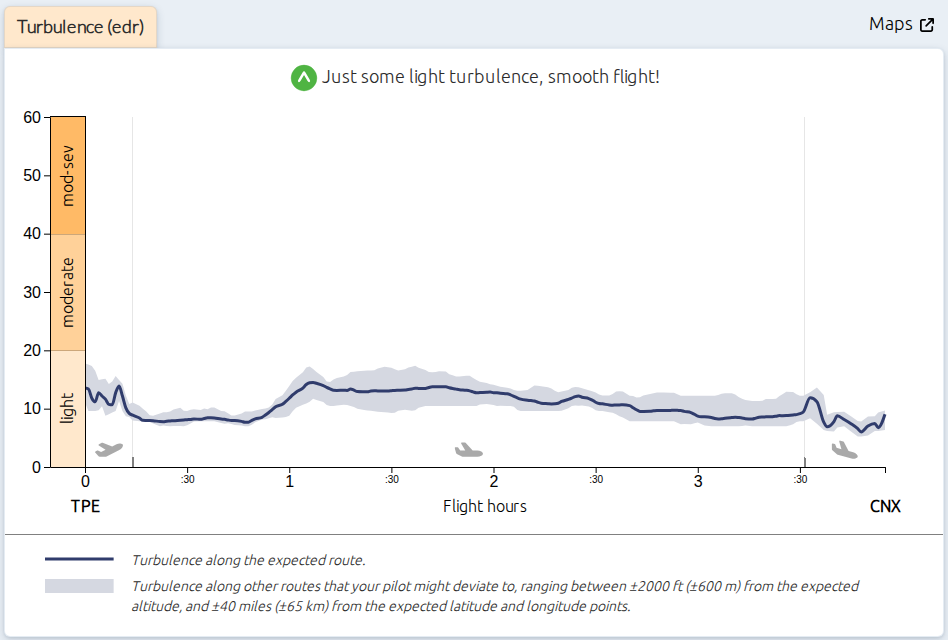 Turbulence (edr)
Maps
Just some light turbulence, smooth flight!
60
50
40
30
20
10
0
mod-sev
moderate
light
0 :30 1 :30 2 :30 3 :30
TPE Flight hours CNX
Turbulence along the expected route.
Turbulence along other routes that your pilot might deviate to, ranging between ±2000 ft (±600 m) from the expected
altitude, and ±40 miles (±65 km) from the expected latitude and longitude points.